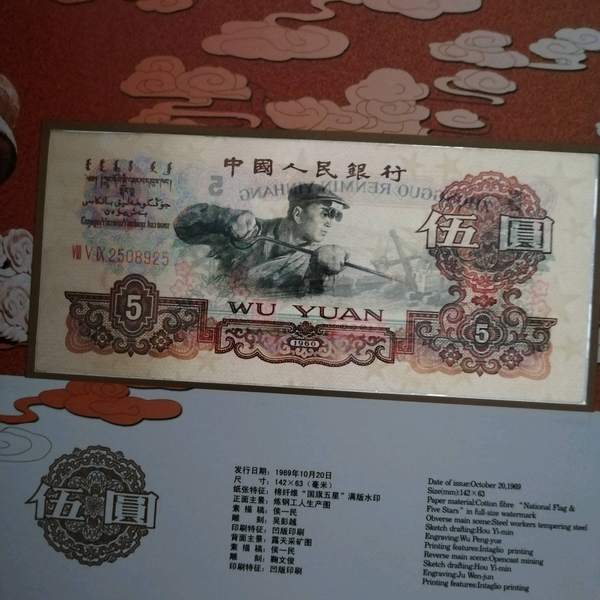 中國人民銀行
VIII V IX 2508925
伍圓
5
WU YUAN
5
1960
伍圓
发行日期：1969年10月20日
尺 寸：142×63（毫米）
纸张特征：棉纤维“国旗五星”满版水印
正面主景：炼钢工人生产图
素描稿：侯一民
雕 刻：吴彭越
印刷特征：凹版印刷
背面主景：露天采矿图
素描稿：侯一民
雕 刻：鞠文俊
印刷特征：凹版印刷
Date of issue:October 20,1969
Size(mm):142×63
Paper material:Cotton fibre “National Flag &
Five Stars” in full-size watermark
Obverse main scene:Steel workers tempering steel
Sketch drafting:Hou Yi-min
Engraving:Wu Peng-yue
Printing features:Intaglio printing
Reverse main scene:Opencast mining
Sketch drafting:Hou Yi-min
Engraving:Ju Wen-jun
Printing features:Intaglio printing